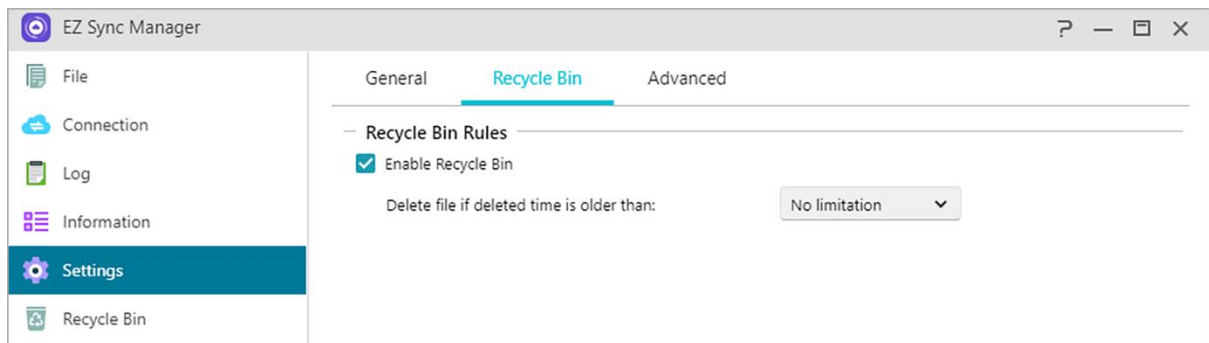 EZ Sync Manager
File
Connection
Log
Information
Settings
Recycle Bin
General Recycle Bin Advanced
Recycle Bin Rules
Enable Recycle Bin
Delete file if deleted time is older than: No limitation